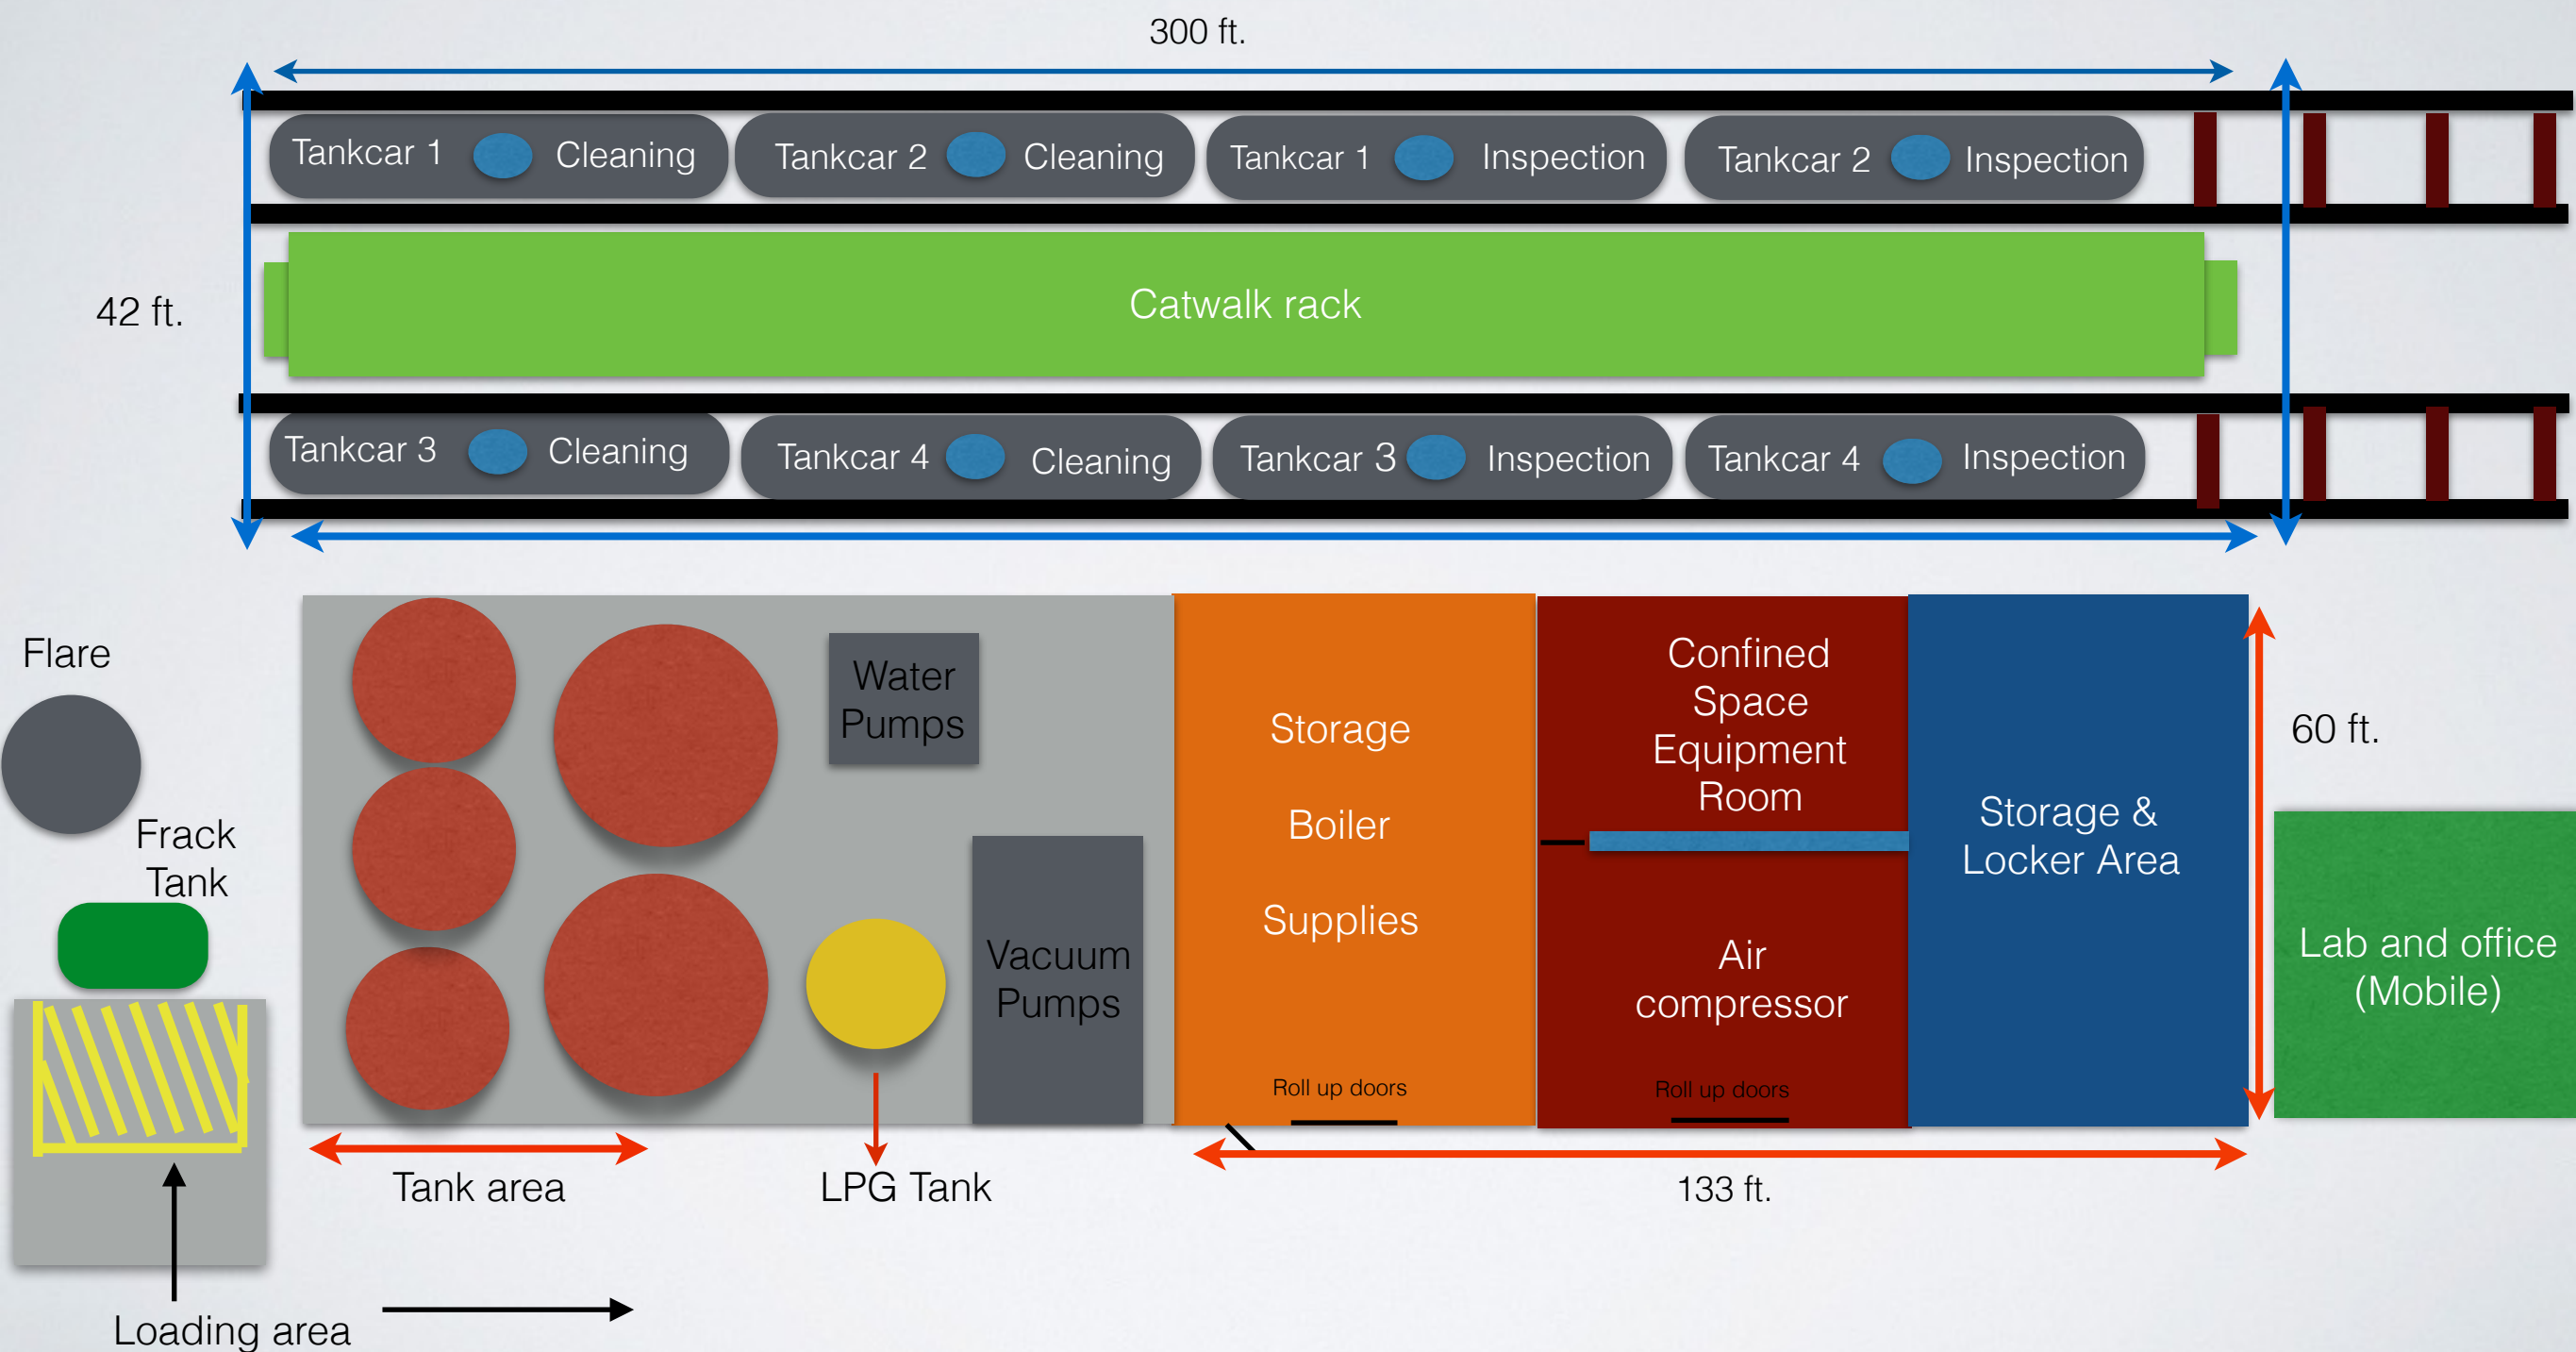 300 ft.
Tankcar 1 Cleaning
Tankcar 2 Cleaning
Tankcar 1 Inspection
Tankcar 2 Inspection
42 ft.
Catwalk rack
Tankcar 3 Cleaning
Tankcar 4 Cleaning
Tankcar 3 Inspection
Tankcar 4 Inspection
Flare
Frack
Tank
Water
Pumps
Vacuum
Pumps
Storage
Boiler
Supplies
Roll up doors
Confined
Space
Equipment
Room
Air
compressor
Roll up doors
Storage &
Locker Area
60 ft.
Lab and office
(Mobile)
Tank area
LPG Tank
133 ft.
Loading area